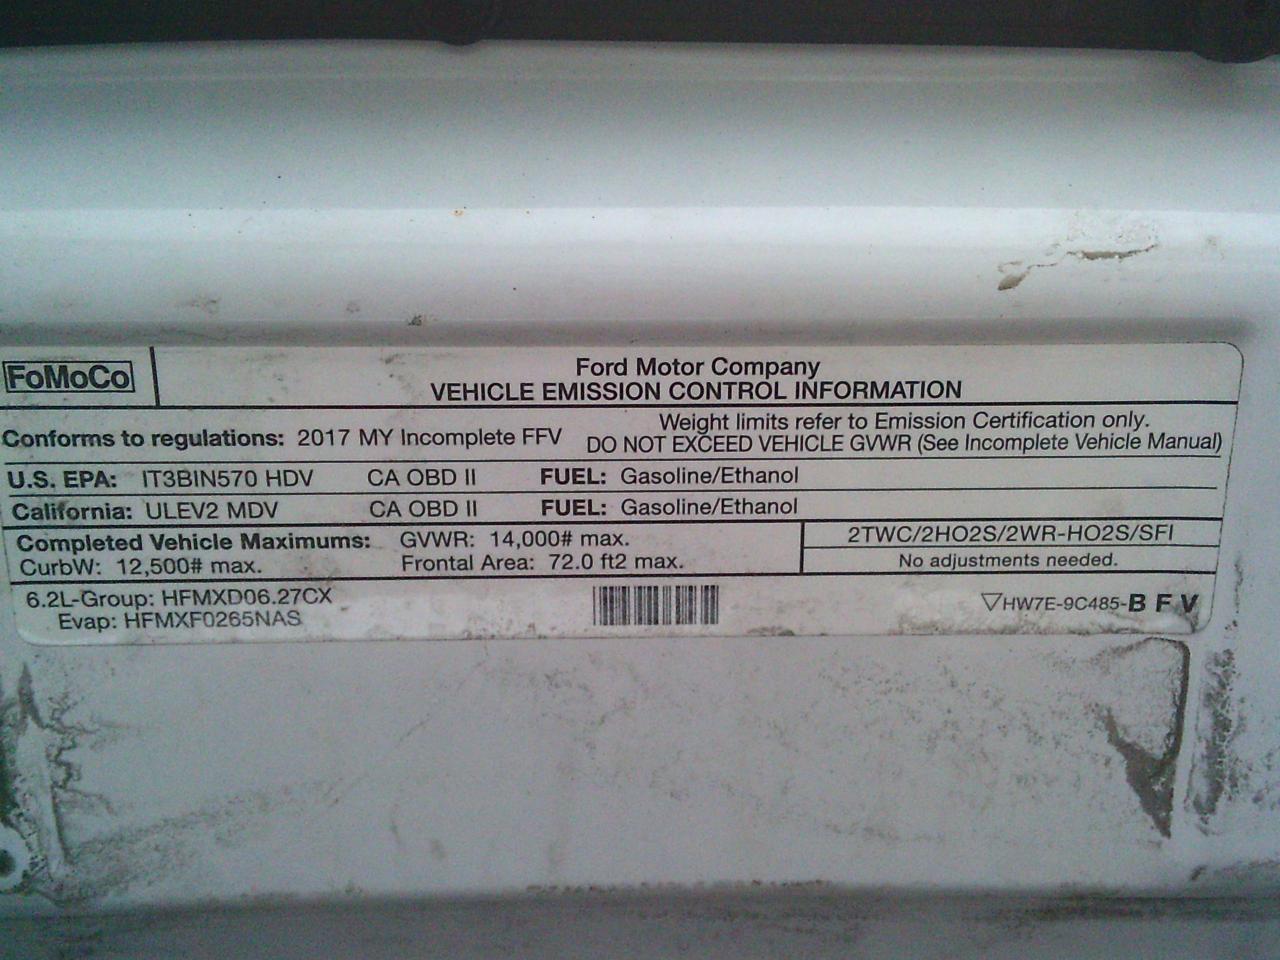 FoMoCo
Ford Motor Company
VEHICLE EMISSION CONTROL INFORMATION
Conforms to regulations: 2017 MY Incomplete FFV
Weight limits refer to Emission Certification only.
DO NOT EXCEED VEHICLE GVWR (See Incomplete Vehicle Manual)
U.S. EPA: IT3BIN570 HDV CA OBD II FUEL: Gasoline/Ethanol
California: ULEV2 MDV CA OBD II FUEL: Gasoline/Ethanol
Completed Vehicle Maximums: GVWR: 14,000# max.
CurbW: 12,500# max. Frontal Area: 72.0 ft2 max.
2TWC/2HO2S/2WR-HO2S/SFI
No adjustments needed.
6.2L-Group: HFMXD06.27CX
Evap: HFMXF0265NAS
▽HW7E-9C485-B F V